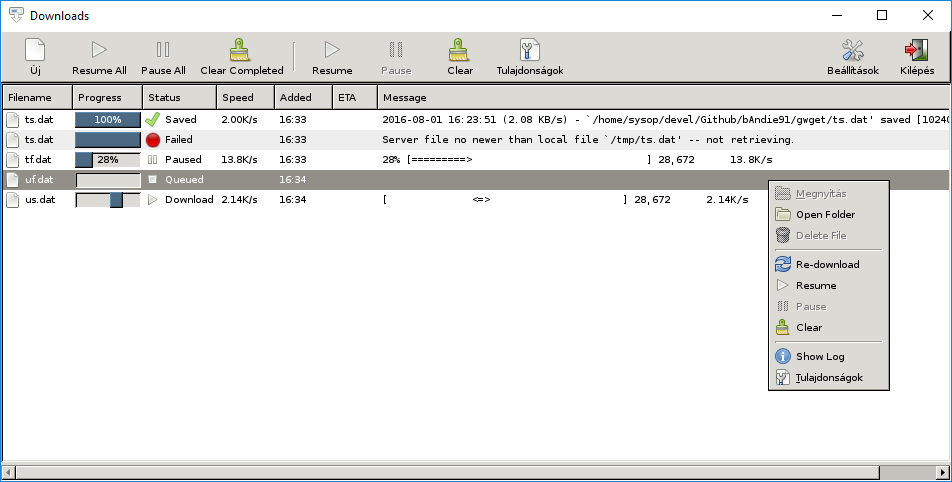 Downloads
Új Resume All Pause All Clear Completed Resume Pause Clear Tulajdonságok Beállítások Kilépés
Filename Progress Status Speed Added ETA Message
ts.dat 100% Saved 2.00K/s 16:33 2016-08-01 16:23:51 (2.08 KB/s) - `/home/sysop/devel/Github/bAndie91/gwget/ts.dat' saved [1024
ts.dat Failed 16:33 Server file no newer than local file `/tmp/ts.dat' -- not retrieving.
tf.dat 28% Paused 13.8K/s 16:33 28% [=========> ] 28,672 13.8K/s
uf.dat Queued 16:34
us.dat Download 2.14K/s 16:34 [ <=> ] 28,672 2.14K/s
Megnyitás
Open Folder
Delete File
Re-download
Resume
Pause
Clear
Show Log
Tulajdonságok